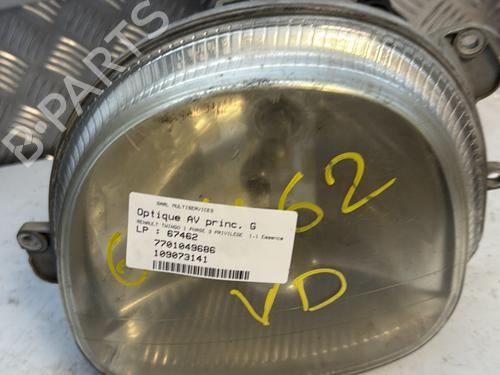 B-PARTS
SARL MULTISERVICES
Optique AV princ. G
RENAULT TWINGO 1 PHASE 3 PRIVILEGE 1.1 Essence
LP : 67462
7701049686
109073141
62
VD